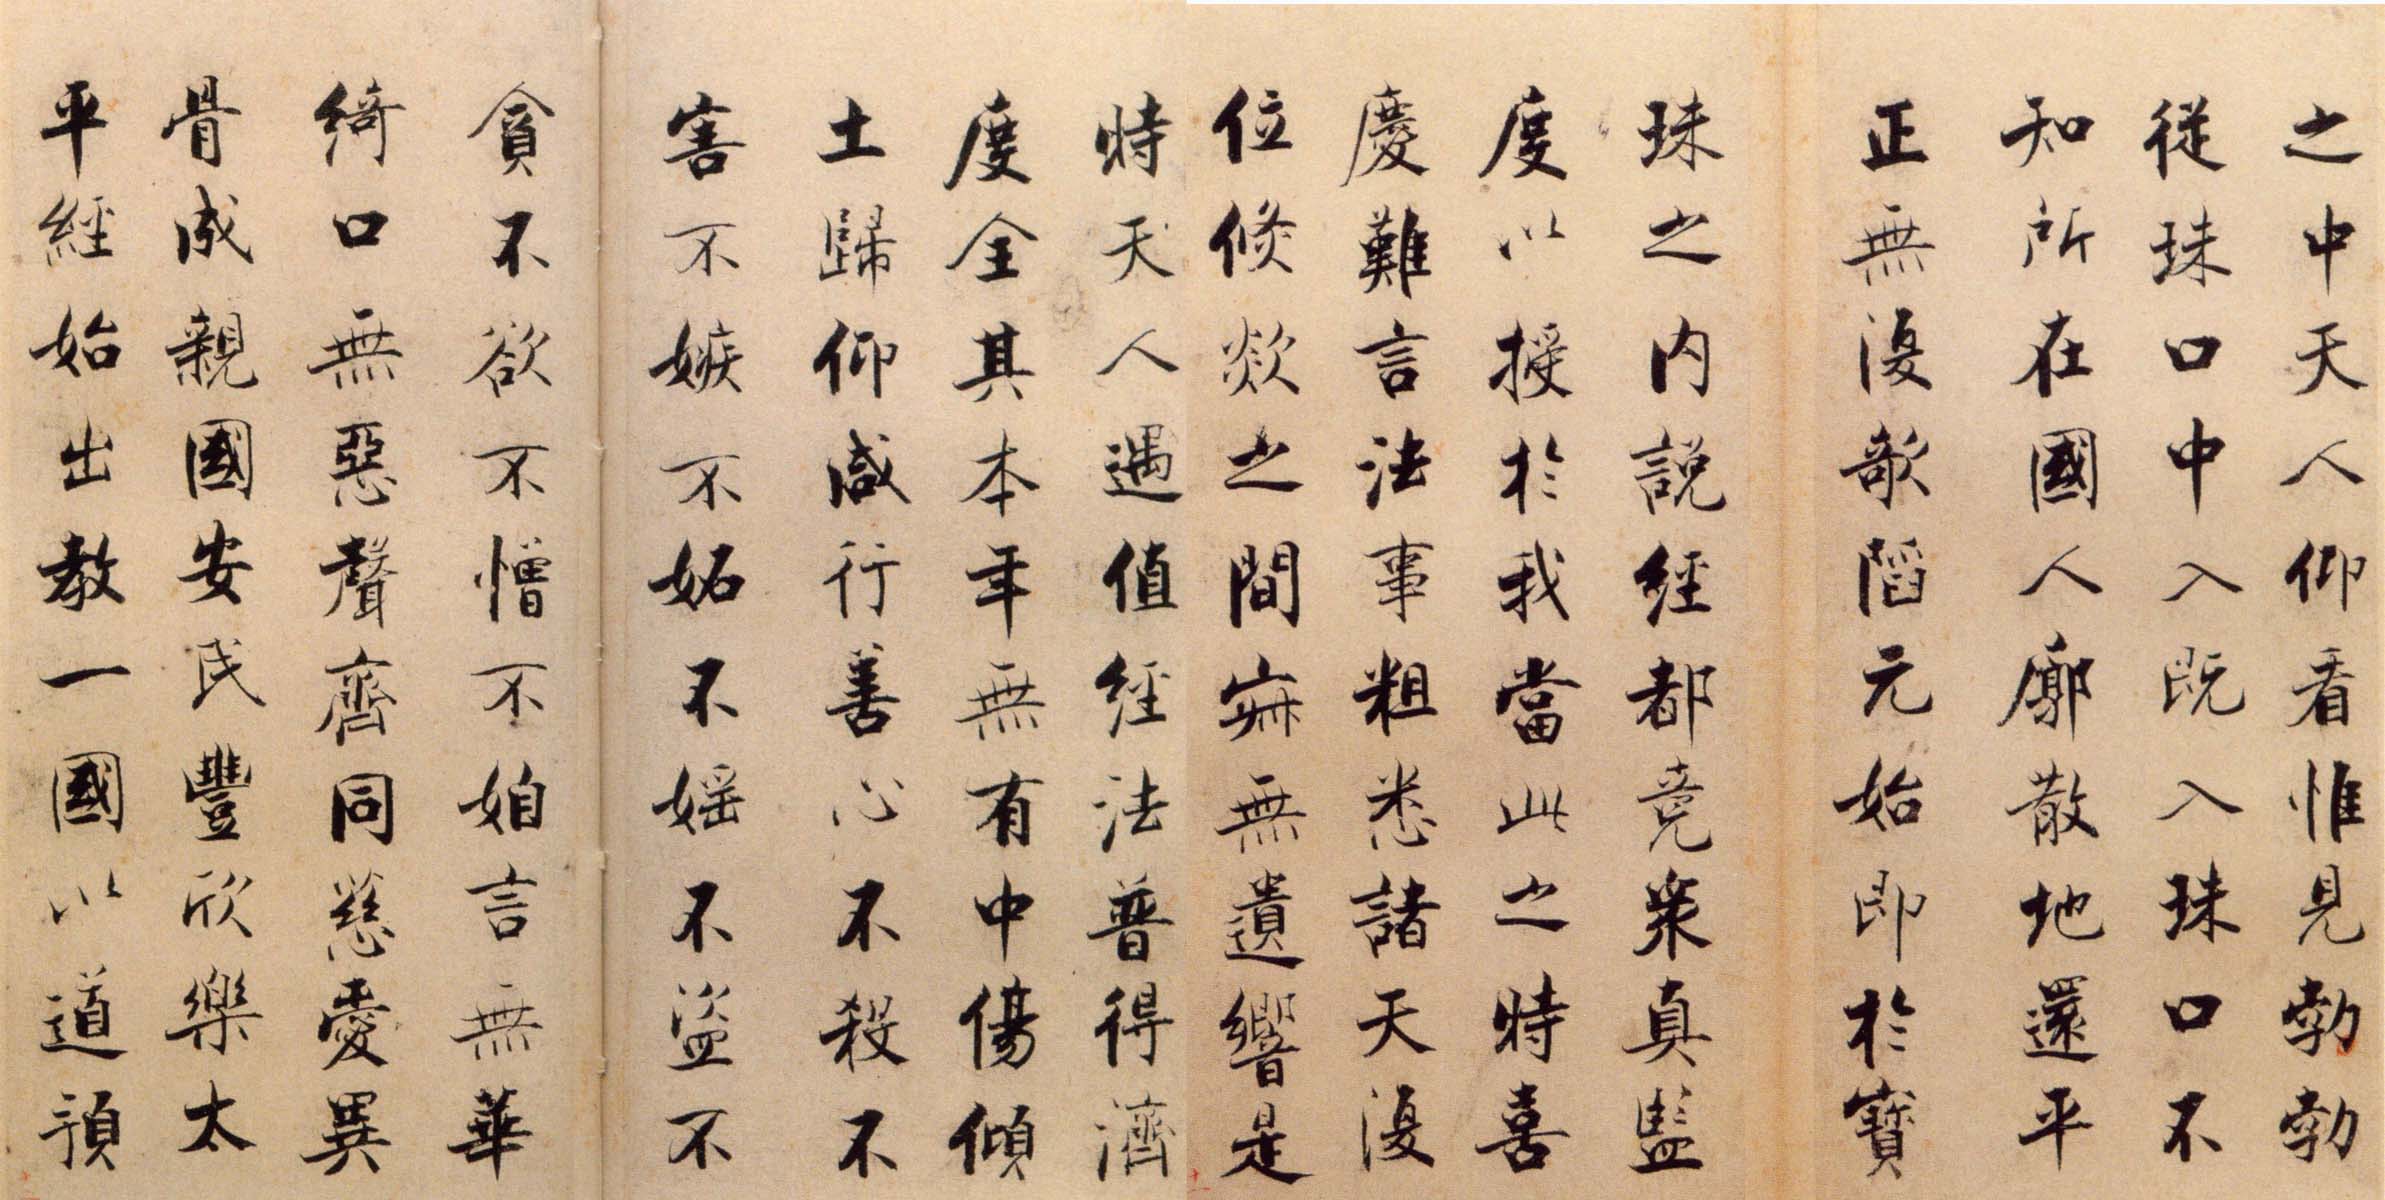 之中天人仰看惟見勃勃
従珠口中入既入珠口不
知所在國人廓散地還平
正無復欹陷元始即於寶
珠之内説經都竟衆真監
度以授於我當此之時喜
慶難言法事粗悉諸天復
位倏欻之間寂無遺響是
時天人遇值經法普得濟
度全其本年無有中傷傾
土歸仰咸行善心不殺不
害不嫉不妬不婬不盜不
貪不欲不憎不妲言無華
綺口無惡聲齊同慈愛異
骨成親國安民豐欣樂太
平經始出教一國以道預